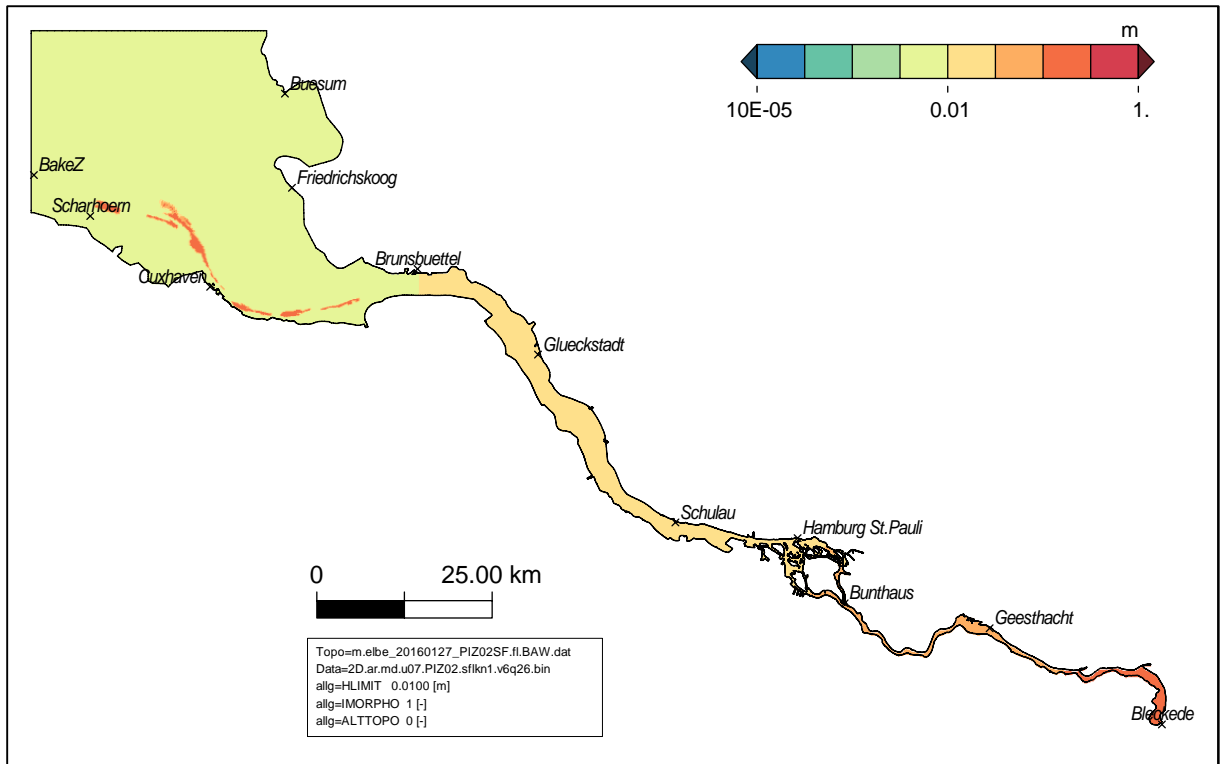 m
10E-05 0.01 1.
Buesum
BakeZ
Friedrichskoog
Scharhoern
Brunsbuettel
Cuxhaven
Glueckstadt
Schulau
Hamburg St.Pauli
Bunthaus
Geesthacht
Bleckede
0 25.00 km
Topo=m.elbe_20160127_PIZ02SF.fl.BAW.dat
Data=2D.ar.md.u07.PIZ02.sflkn1.v6q26.bin
allg=HLIMIT 0.0100 [m]
allg=IMORPHO 1 [-]
allg=ALTTOPO 0 [-]